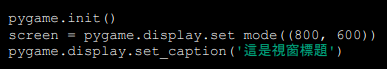 pygame.init()
screen = pygame.display.set_mode((800, 600))
pygame.display.set_caption('這是視窗標題')